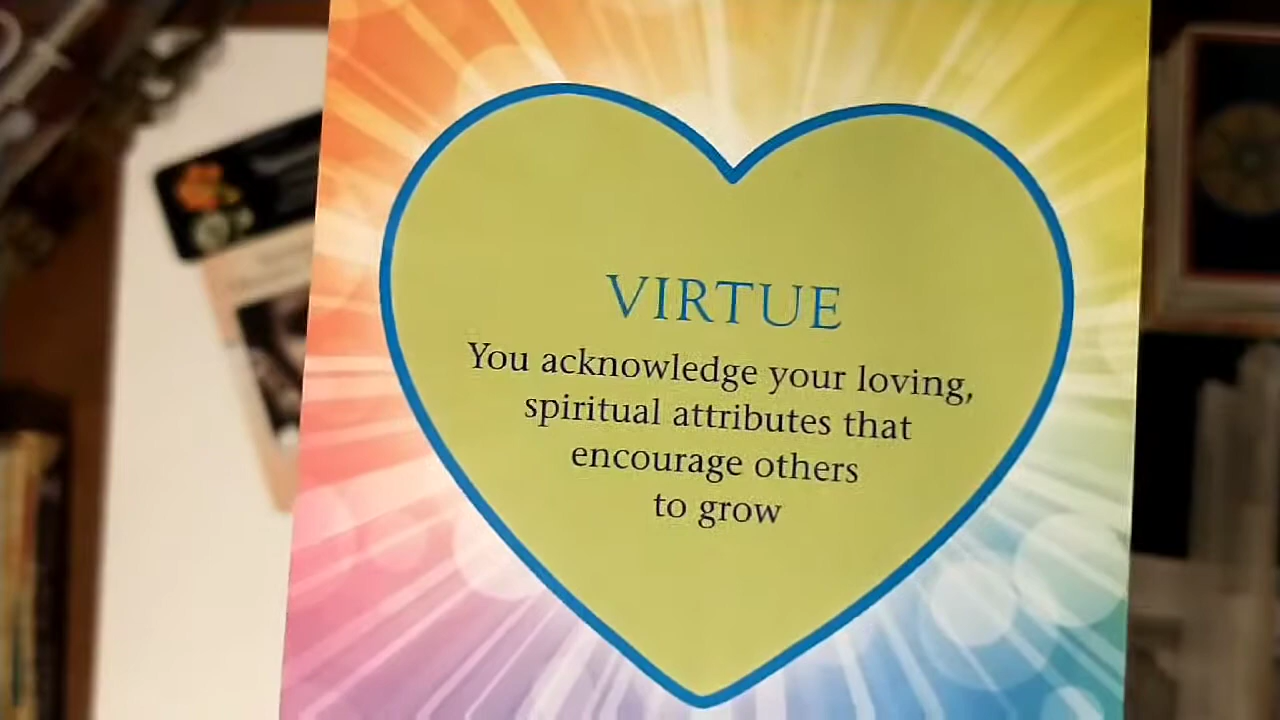 VIRTUE
You acknowledge your loving,
spiritual attributes that
encourage others
to grow